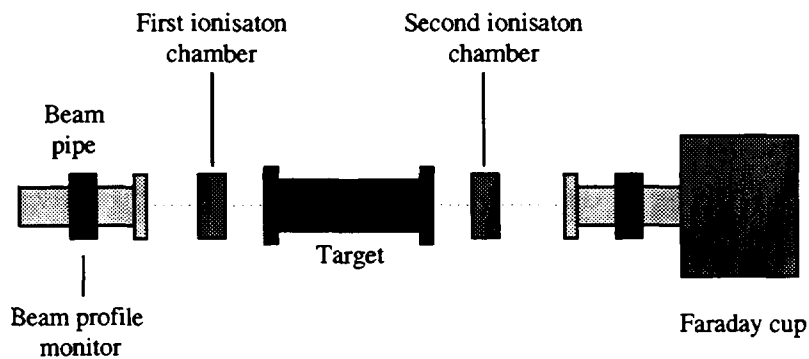 First ionisaton
chamber
Second ionisaton
chamber
Beam
pipe
Target
Beam profile
monitor
Faraday cup